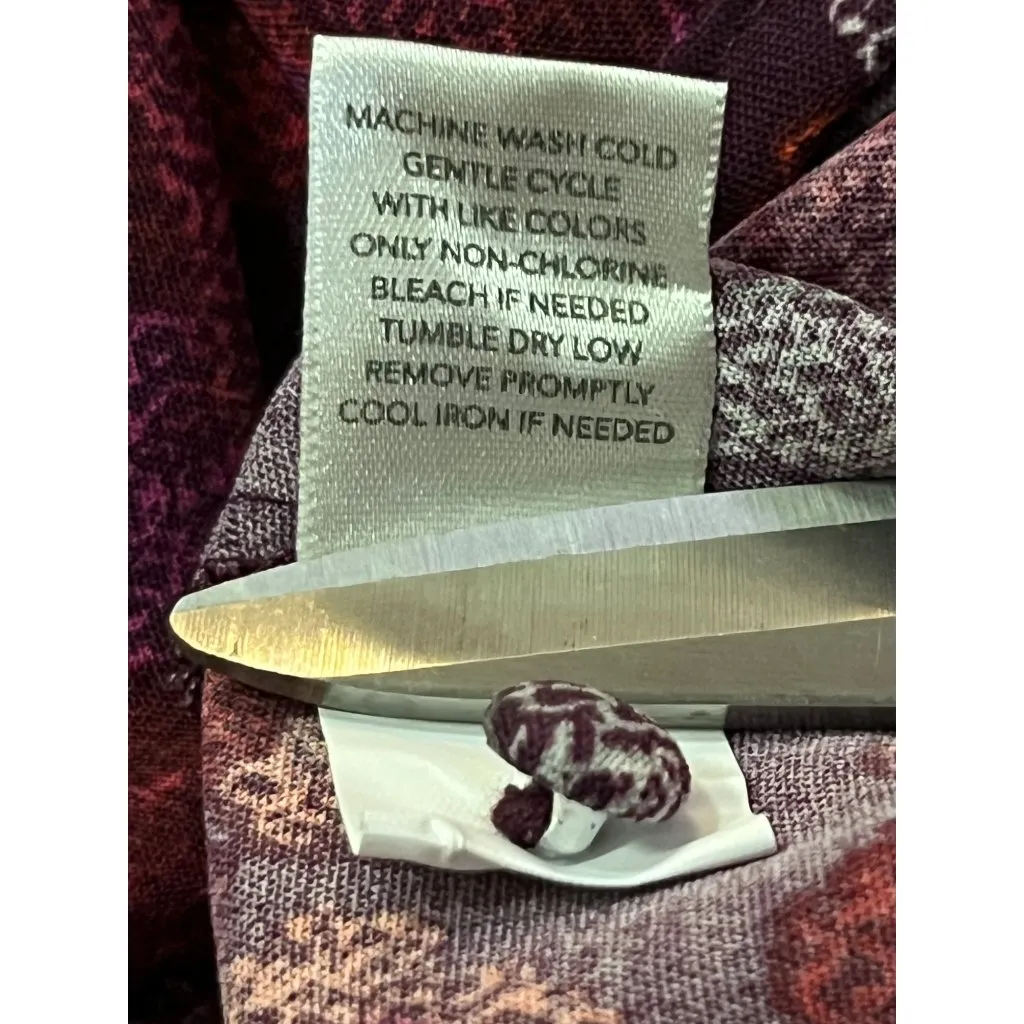 MACHINE WASH COLD
GENTLE CYCLE
WITH LIKE COLORS
ONLY NON-CHLORINE
BLEACH IF NEEDED
TUMBLE DRY LOW
REMOVE PROMPTLY
COOL IRON IF NEEDED